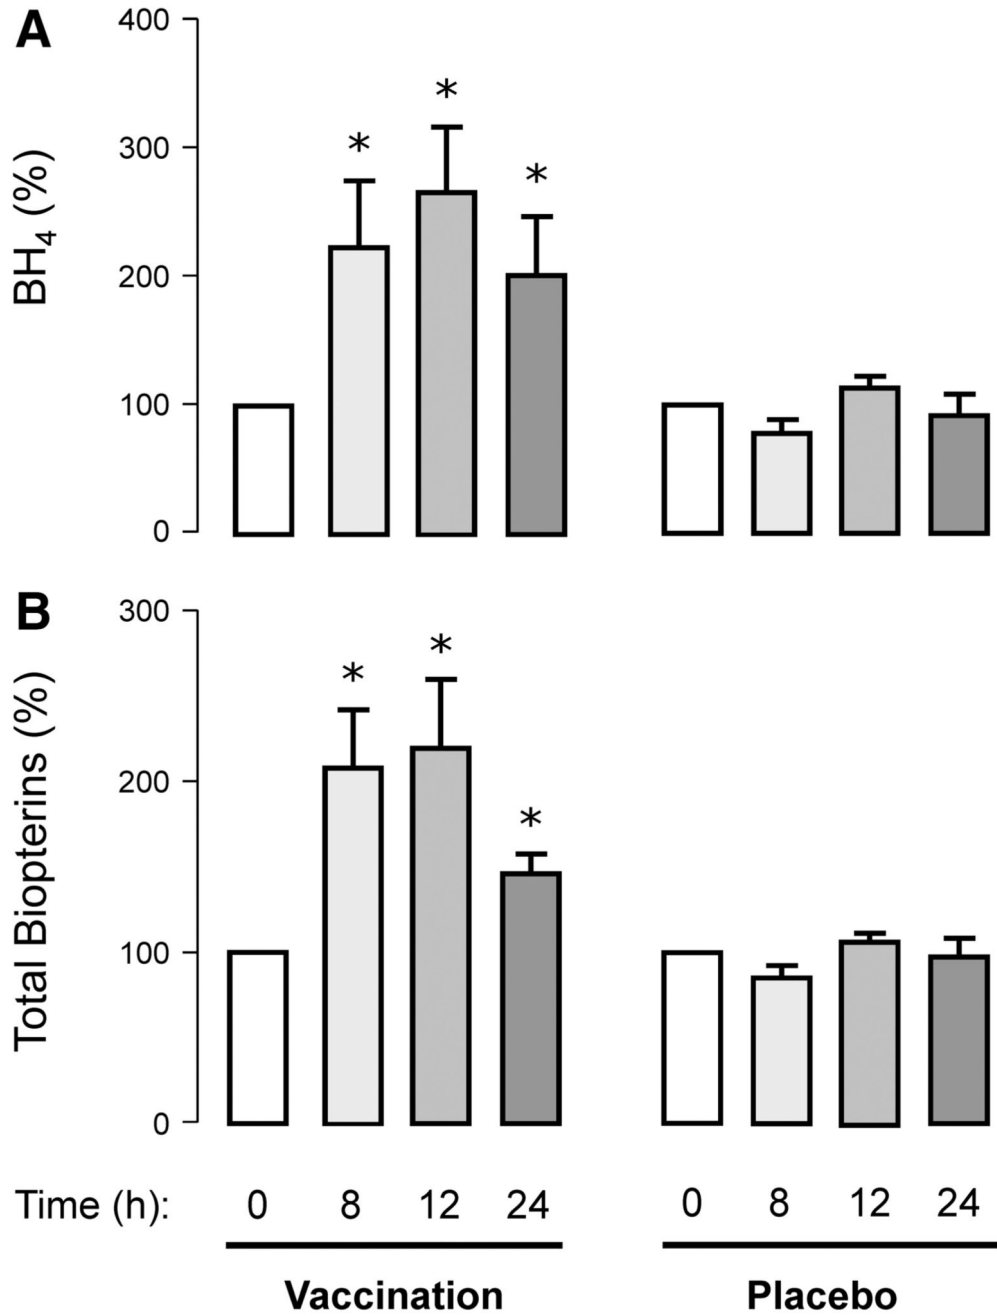 A
400
300
200
100
0
BH4 (%)
*
*
*
B
300
200
100
0
Total Biopterins (%)
*
*
*
Time (h): 0 8 12 24 0 8 12 24
Vaccination Placebo